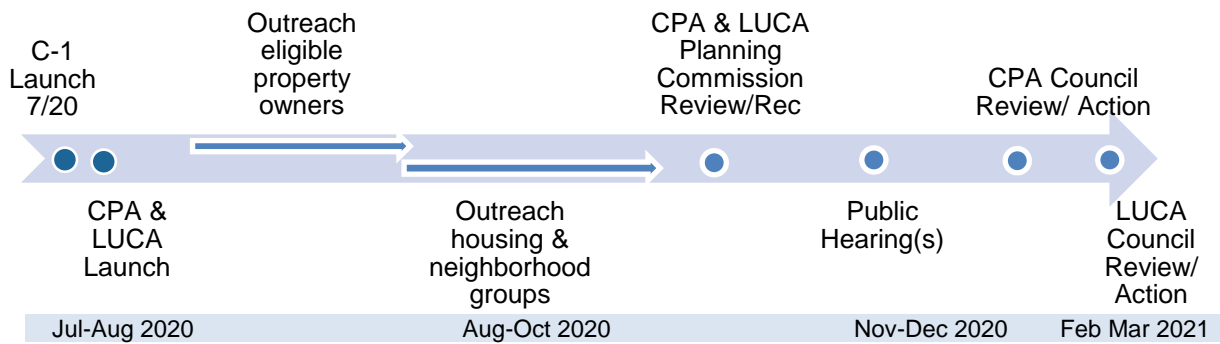 C-1
Launch
7/20
Outreach
eligible
property
owners
CPA & LUCA
Planning
Commission
Review/Rec
CPA Council
Review/ Action
CPA &
LUCA
Launch
Outreach
housing &
neighborhood
groups
Public
Hearing(s)
LUCA
Council
Review/
Action
Jul-Aug 2020
Aug-Oct 2020
Nov-Dec 2020
Feb Mar 2021